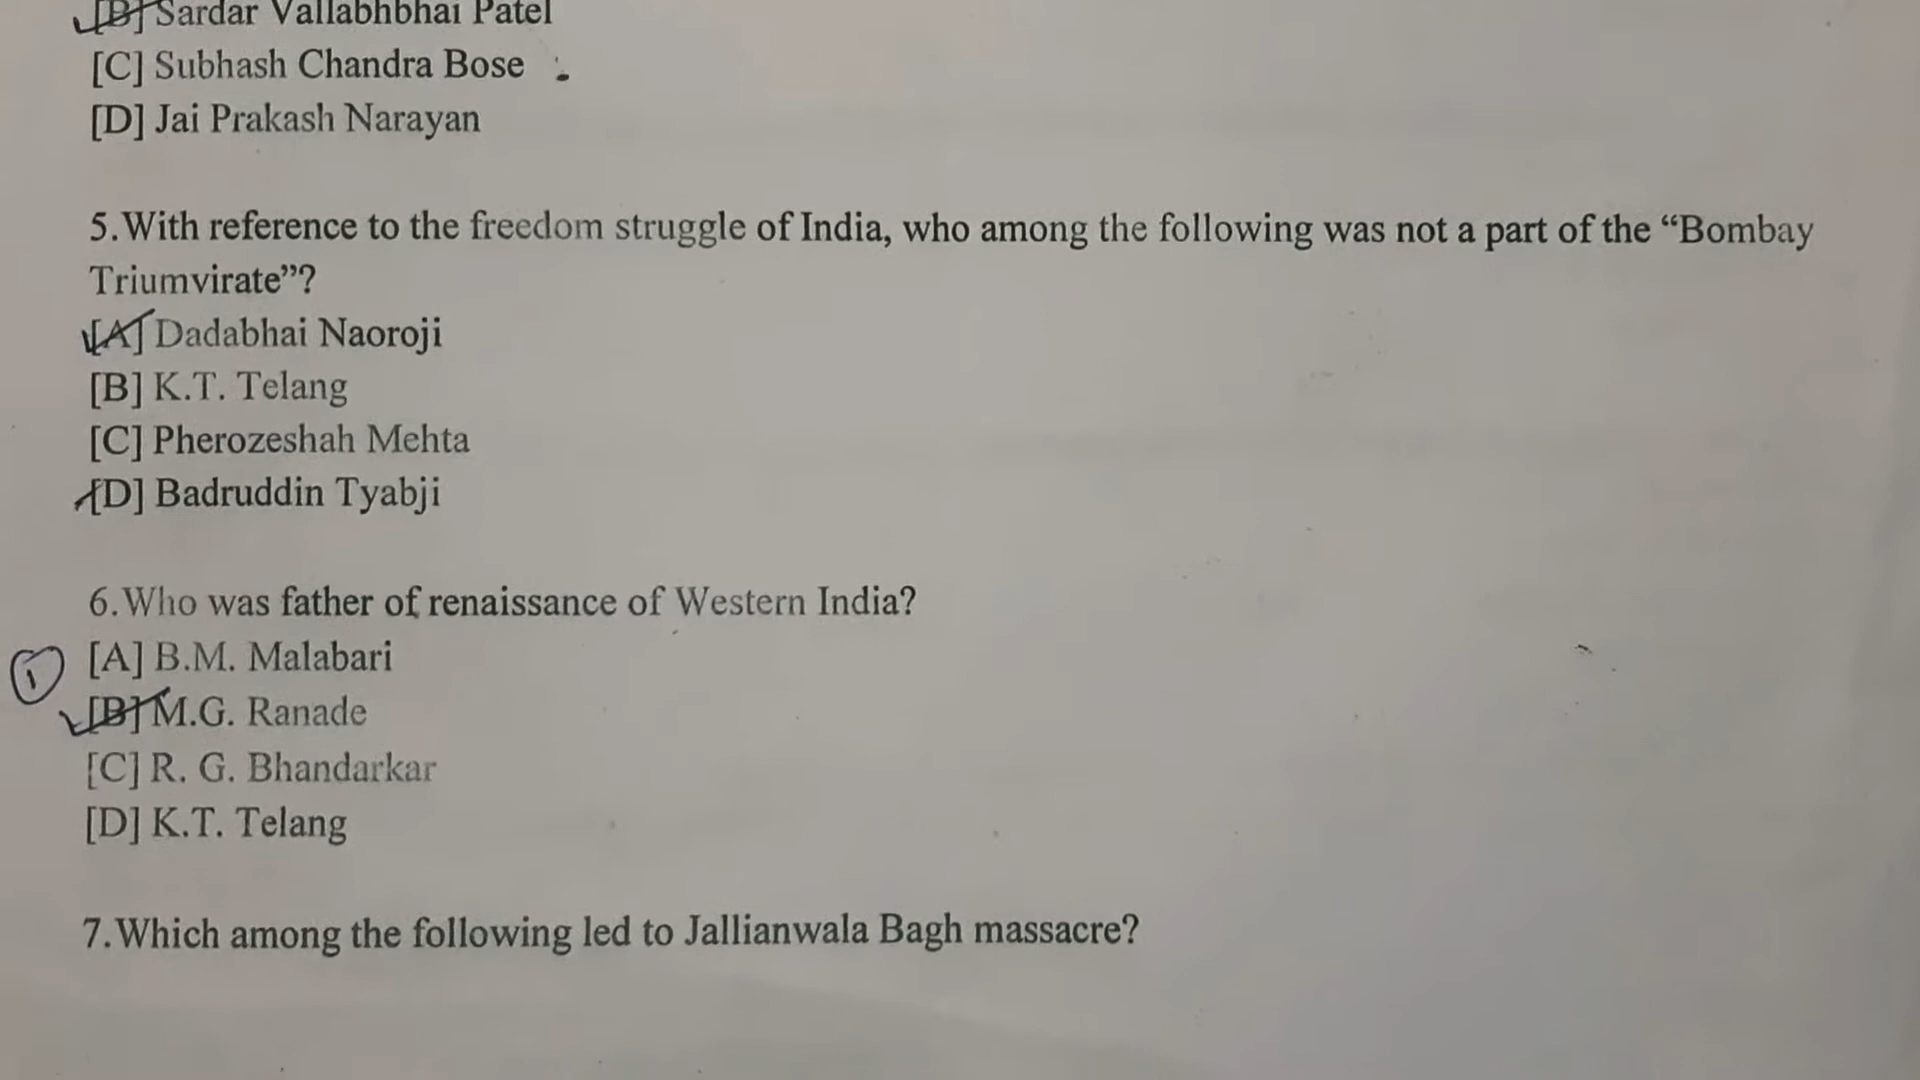 [B] Sardar Vallabhbhai Patel
[C] Subhash Chandra Bose
[D] Jai Prakash Narayan
5.With reference to the freedom struggle of India, who among the following was not a part of the “Bombay
Triumvirate”?
[A] Dadabhai Naoroji
[B] K.T. Telang
[C] Pherozeshah Mehta
[D] Badruddin Tyabji
6.Who was father of renaissance of Western India?
1 [A] B.M. Malabari
[B] M.G. Ranade
[C] R. G. Bhandarkar
[D] K.T. Telang
7.Which among the following led to Jallianwala Bagh massacre?